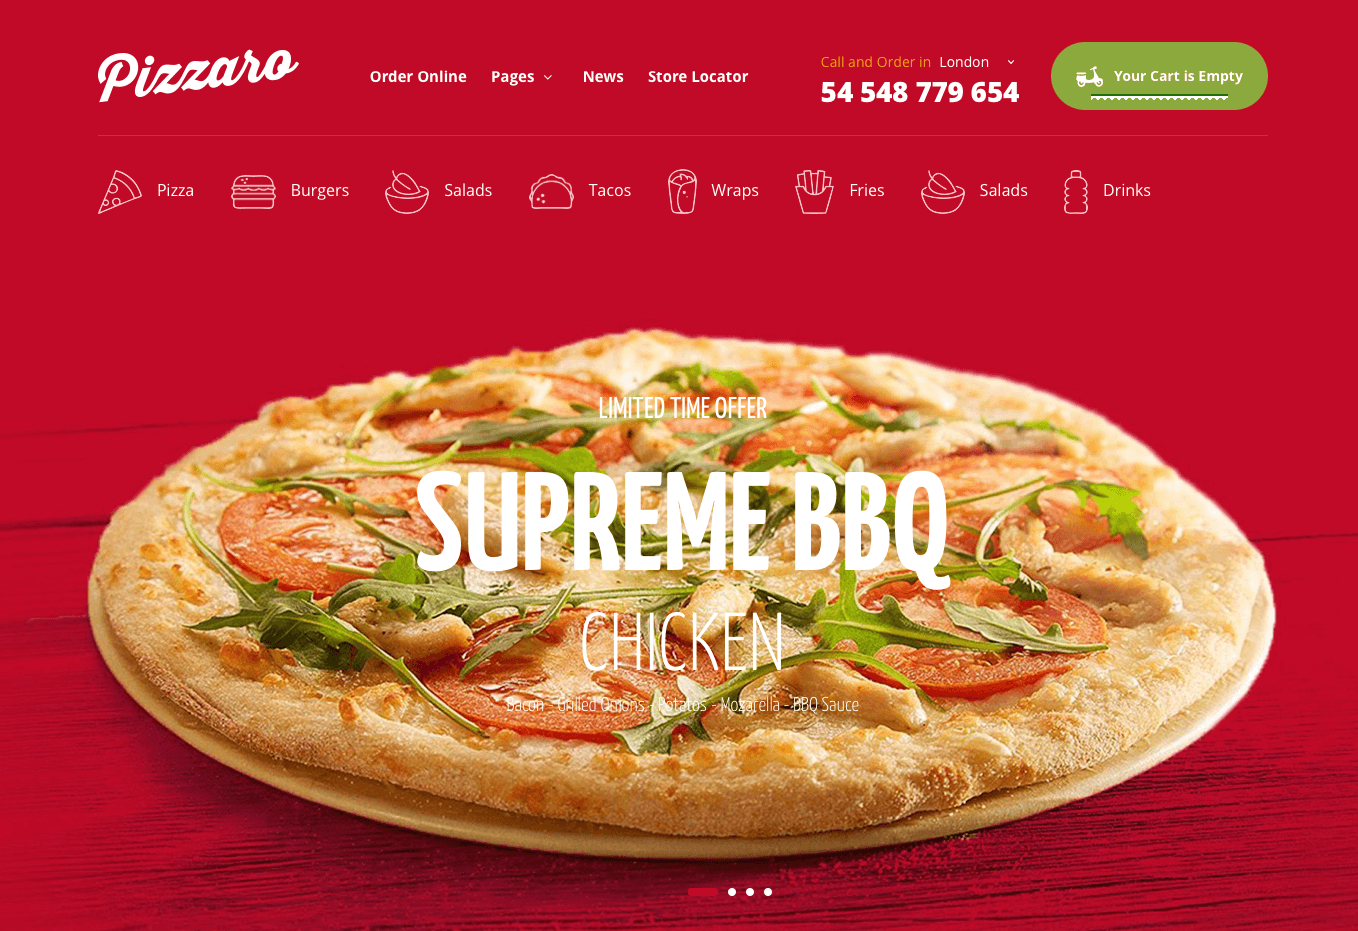 Pizzaro
Order Online Pages News Store Locator
Call and Order in London
54 548 779 654
Your Cart is Empty
Pizza Burgers Salads Tacos Wraps Fries Salads Drinks
LIMITED TIME OFFER
SUPREME BBQ
CHICKEN
Bacon - Grilled Onions - Potatos - Mozarella - BBQ Sauce